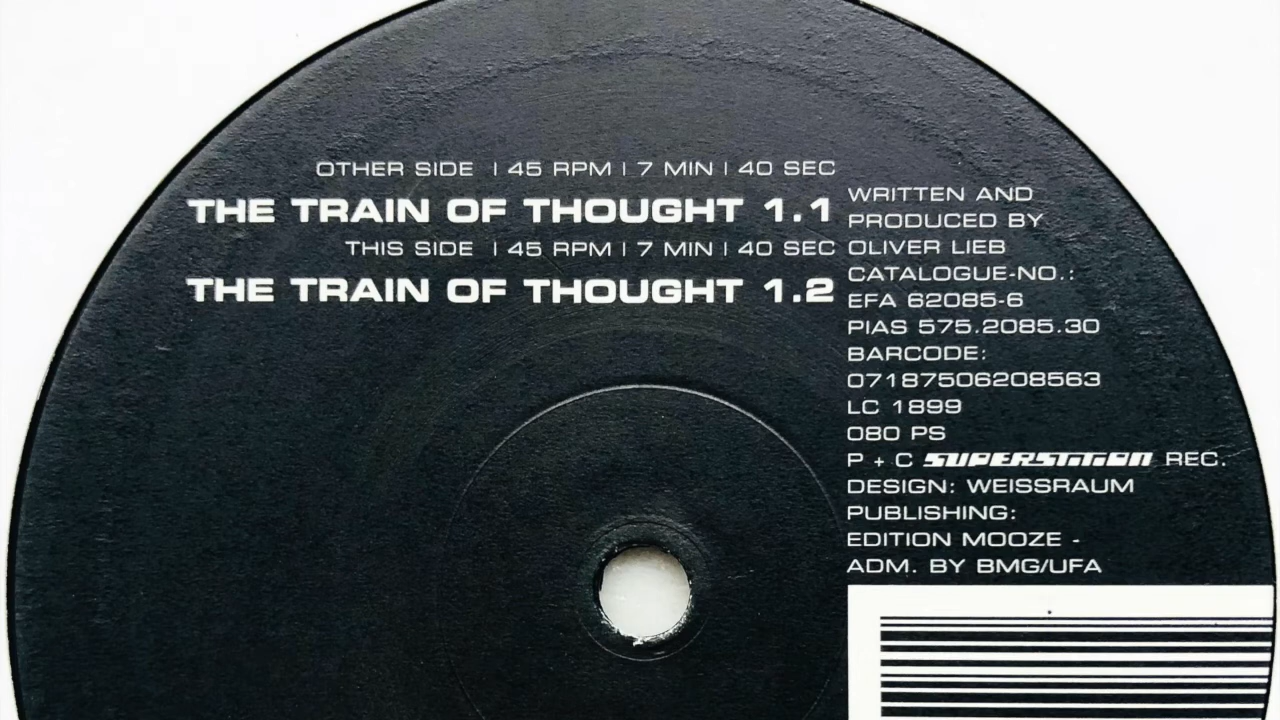 OTHER SIDE | 45 RPM | 7 MIN | 40 SEC
THE TRAIN OF THOUGHT 1.1
THIS SIDE | 45 RPM | 7 MIN | 40 SEC
THE TRAIN OF THOUGHT 1.2
WRITTEN AND
PRODUCED BY
OLIVER LIEB
CATALOGUE-NO.:
EFA 62085-6
PIAS 575.2085.30
BARCODE:
07187506208563
LC 1899
080 PS
P + C SUPERSTITION REC.
DESIGN: WEISSRAUM
PUBLISHING:
EDITION MOOZE -
ADM. BY BMG/UFA